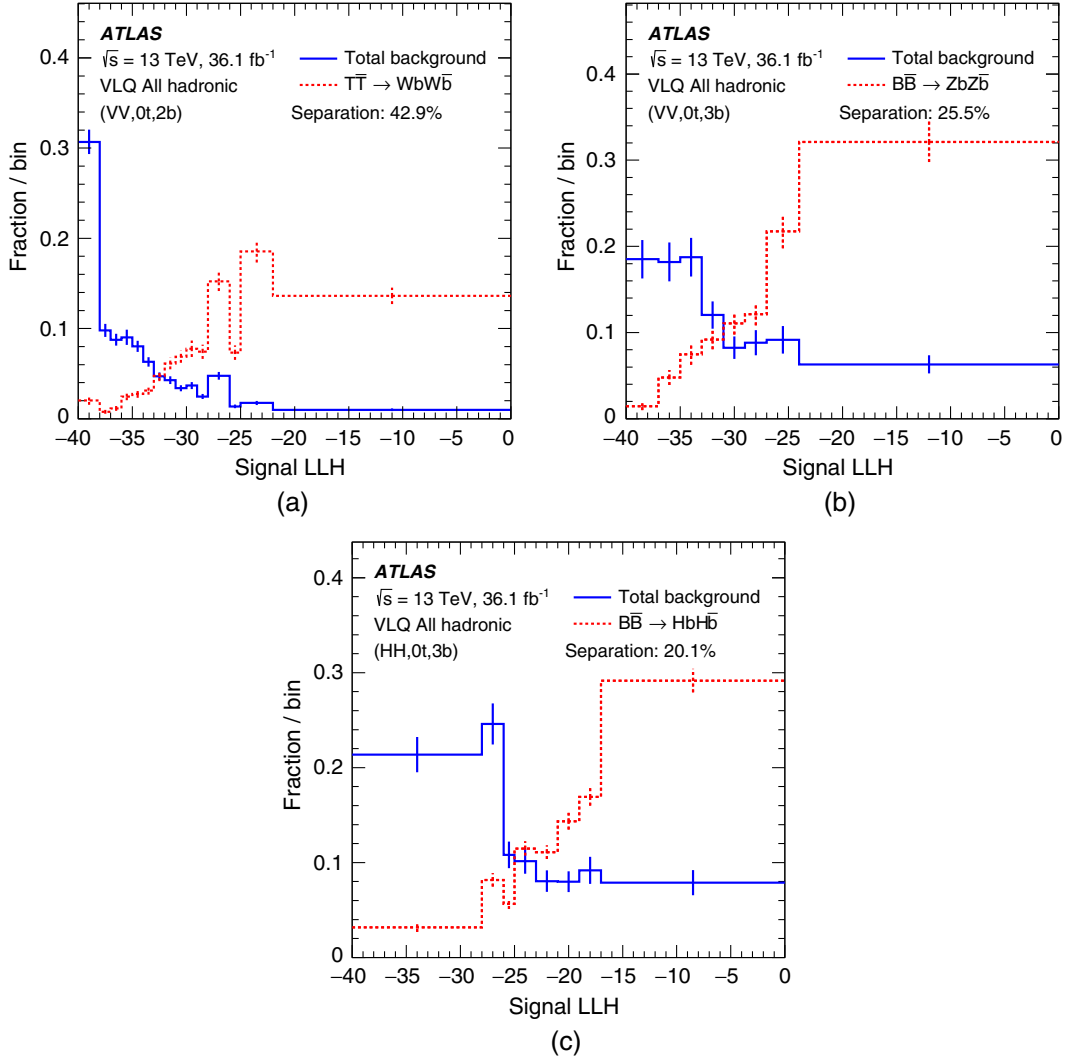 ATLAS
√s = 13 TeV, 36.1 fb⁻¹
VLQ All hadronic
(VV,0t,2b)
Total background
TT̅ → WbWb̅
Separation: 42.9%
Fraction / bin
0.4
0.3
0.2
0.1
0
−40 −35 −30 −25 −20 −15 −10 −5 0
Signal LLH
(a)
ATLAS
√s = 13 TeV, 36.1 fb⁻¹
VLQ All hadronic
(VV,0t,3b)
Total background
BB̅ → ZbZb̅
Separation: 25.5%
Fraction / bin
0.4
0.3
0.2
0.1
0
−40 −35 −30 −25 −20 −15 −10 −5 0
Signal LLH
(b)
ATLAS
√s = 13 TeV, 36.1 fb⁻¹
VLQ All hadronic
(HH,0t,3b)
Total background
BB̅ → HbHb̅
Separation: 20.1%
Fraction / bin
0.4
0.3
0.2
0.1
0
−40 −35 −30 −25 −20 −15 −10 −5 0
Signal LLH
(c)